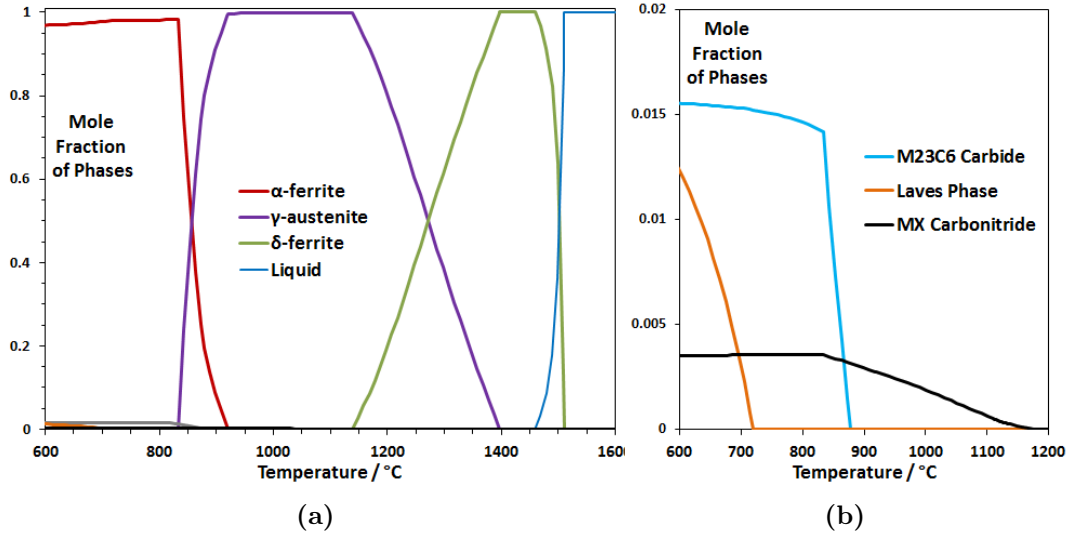 1
0.8
0.6
0.4
0.2
0
Mole
Fraction
of Phases
α-ferrite
γ-austenite
δ-ferrite
Liquid
600 800 1000 1200 1400 1600
Temperature / °C
(a)
0.02
0.015
0.01
0.005
0
Mole
Fraction
of Phases
M23C6 Carbide
Laves Phase
MX Carbonitride
600 700 800 900 1000 1100 1200
Temperature / °C
(b)